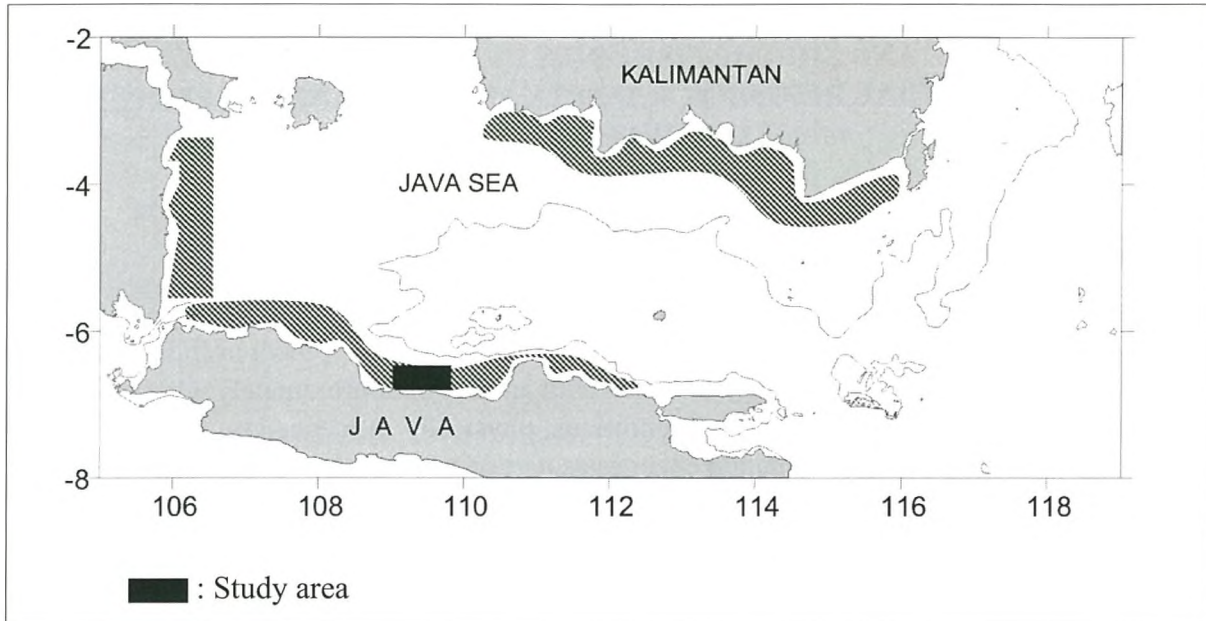 -2
KALIMANTAN
-4
JAVA SEA
-6
J A V A
-8
106 108 110 112 114 116 118
: Study area